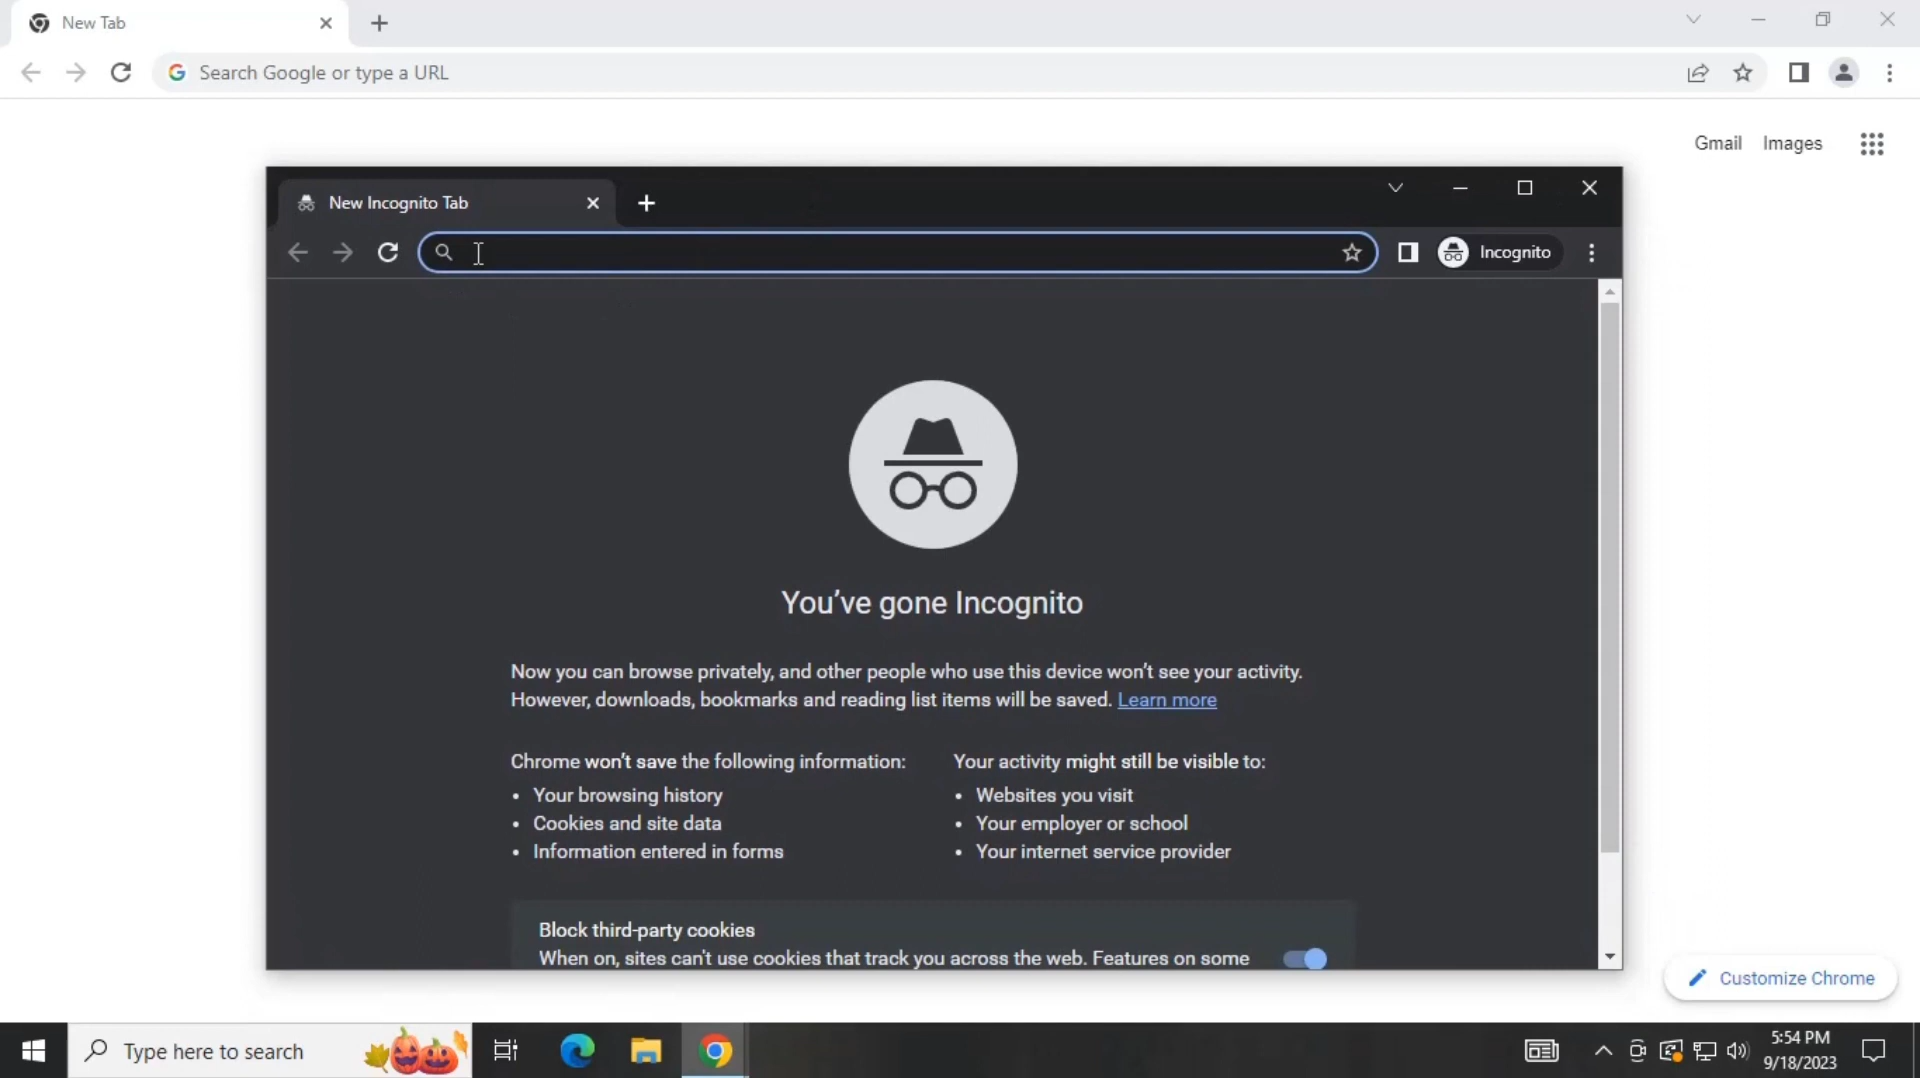 New Tab
Search Google or type a URL
Gmail Images
New Incognito Tab
Incognito
You've gone Incognito
Now you can browse privately, and other people who use this device won't see your activity.
However, downloads, bookmarks and reading list items will be saved. Learn more
Chrome won't save the following information:
• Your browsing history
• Cookies and site data
• Information entered in forms
Your activity might still be visible to:
• Websites you visit
• Your employer or school
• Your internet service provider
Block third-party cookies
When on, sites can't use cookies that track you across the web. Features on some
Customize Chrome
Type here to search
5:54 PM
9/18/2023